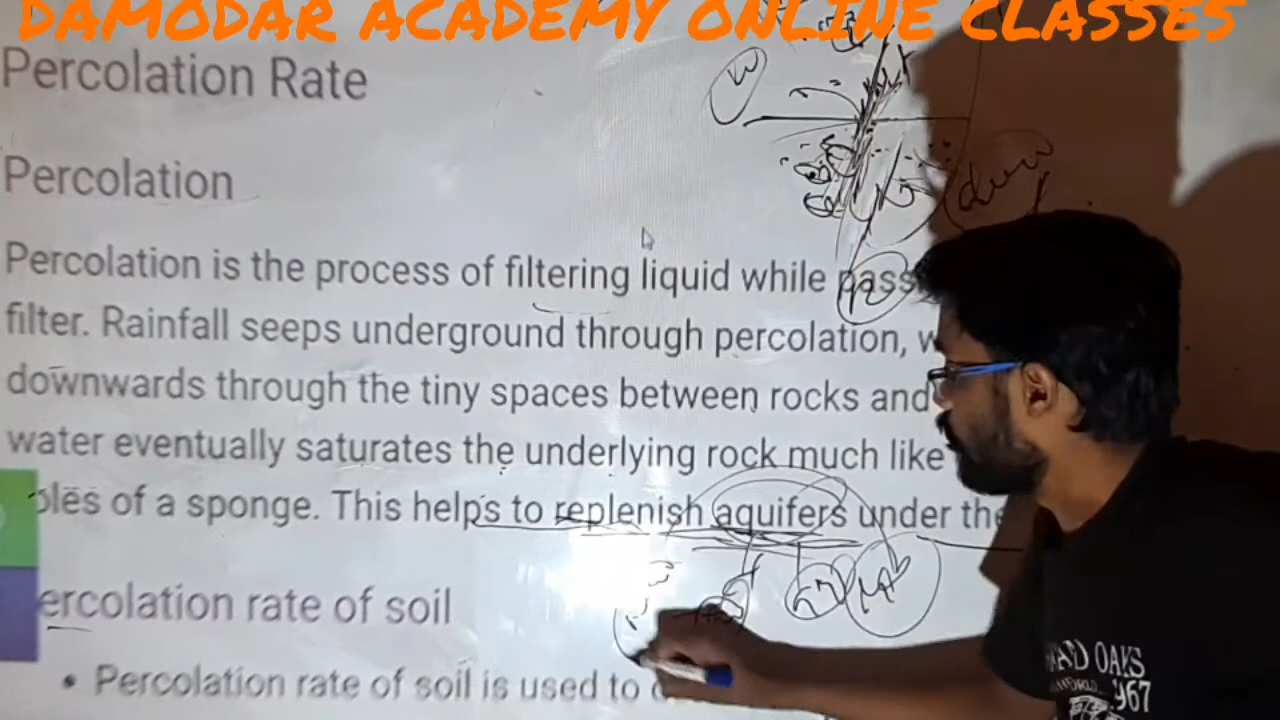 DAMODAR ACADEMY ONLINE CLASSES
Percolation Rate
Percolation
Percolation is the process of filtering liquid while pass
filter. Rainfall seeps underground through percolation, w
downwards through the tiny spaces between rocks and
water eventually saturates the underlying rock much like
oles of a sponge. This helps to replenish aquifers under the
ercolation rate of soil
• Percolation rate of soil is used to
OAKS
1967